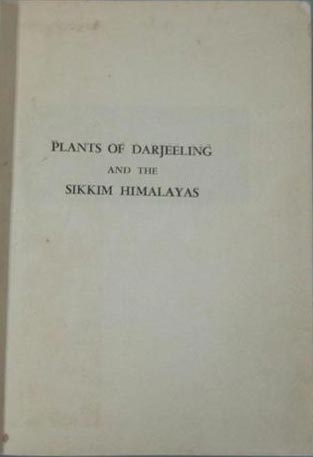 PLANTS OF DARJEELING
AND THE
SIKKIM HIMALAYAS